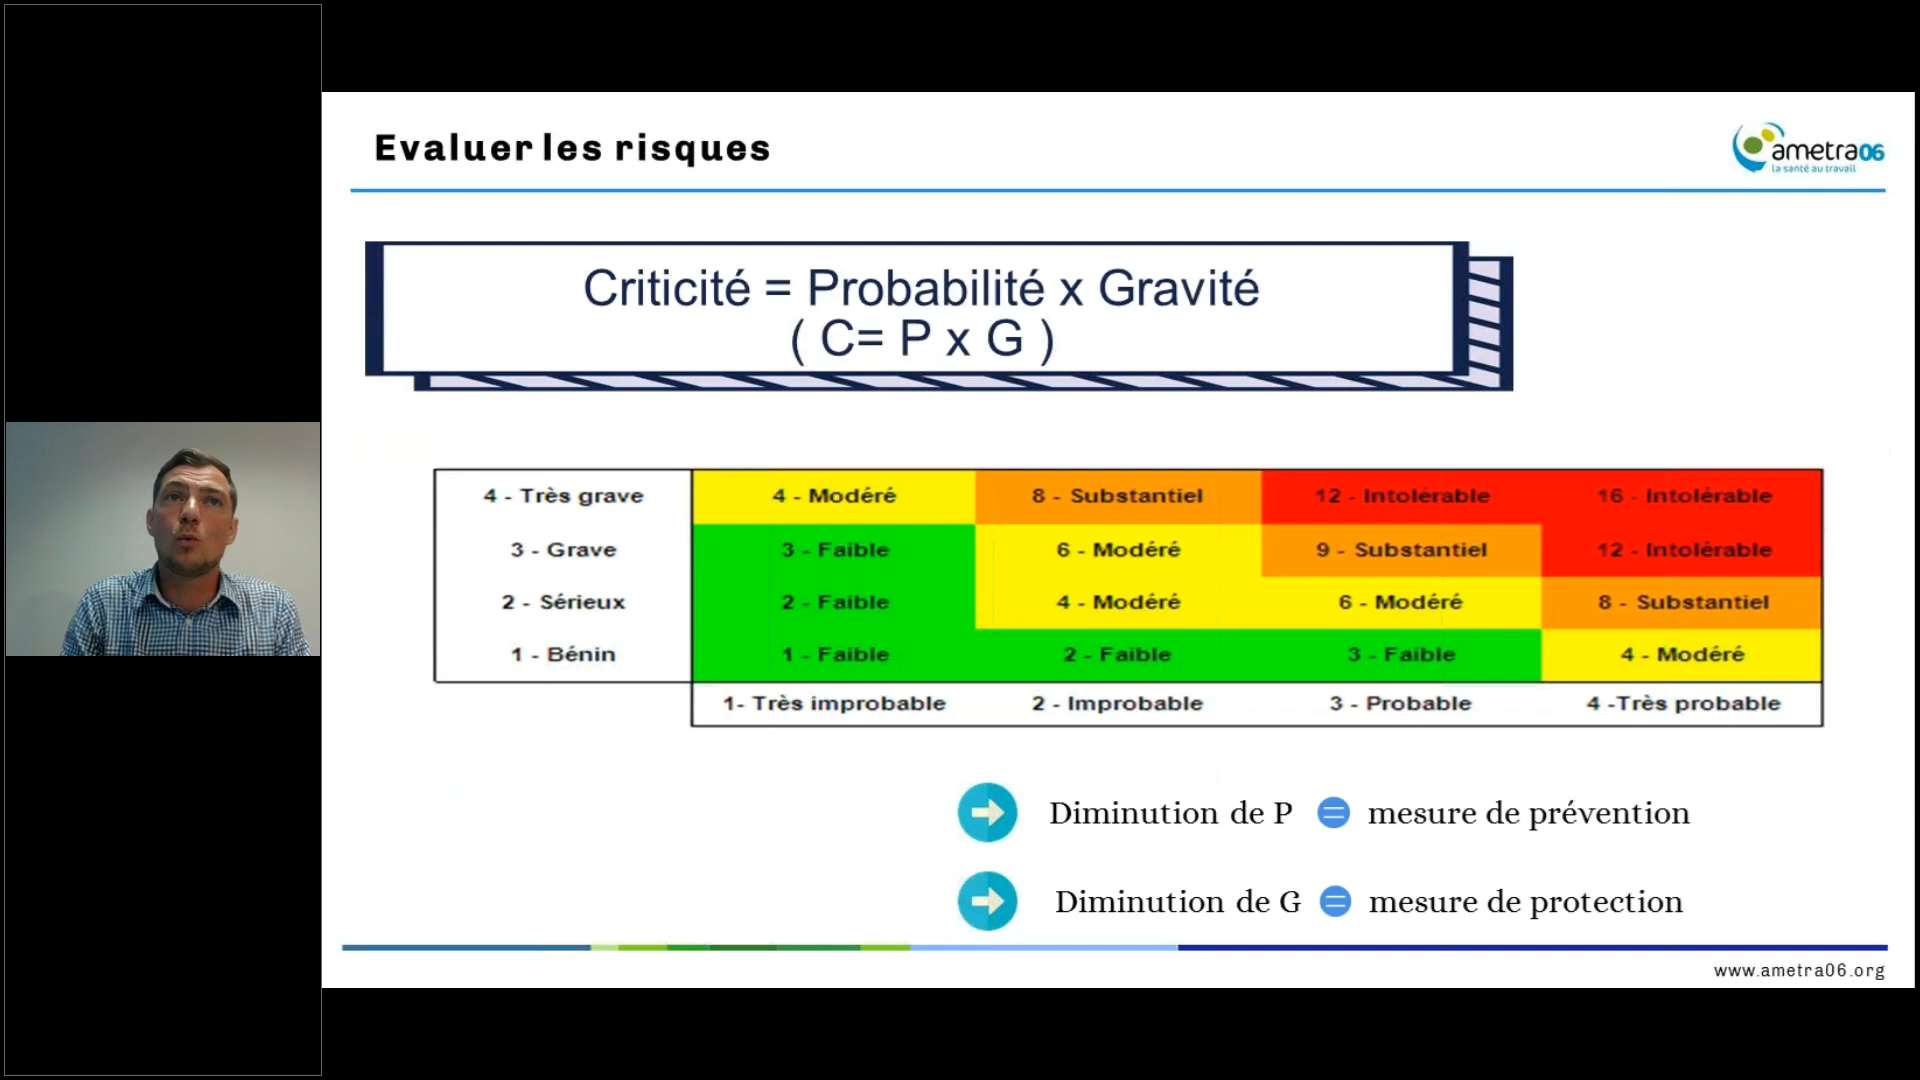 Evaluer les risques
ametra06
la santé au travail
Criticité = Probabilité x Gravité
( C= P x G )
4 - Très grave 4 - Modéré 8 - Substantiel 12 - Intolérable 16 - Intolérable
3 - Grave 3 - Faible 6 - Modéré 9 - Substantiel 12 - Intolérable
2 - Sérieux 2 - Faible 4 - Modéré 6 - Modéré 8 - Substantiel
1 - Bénin 1 - Faible 2 - Faible 3 - Faible 4 - Modéré
1- Très improbable 2 - Improbable 3 - Probable 4 -Très probable
Diminution de P = mesure de prévention
Diminution de G = mesure de protection
www.ametra06.org